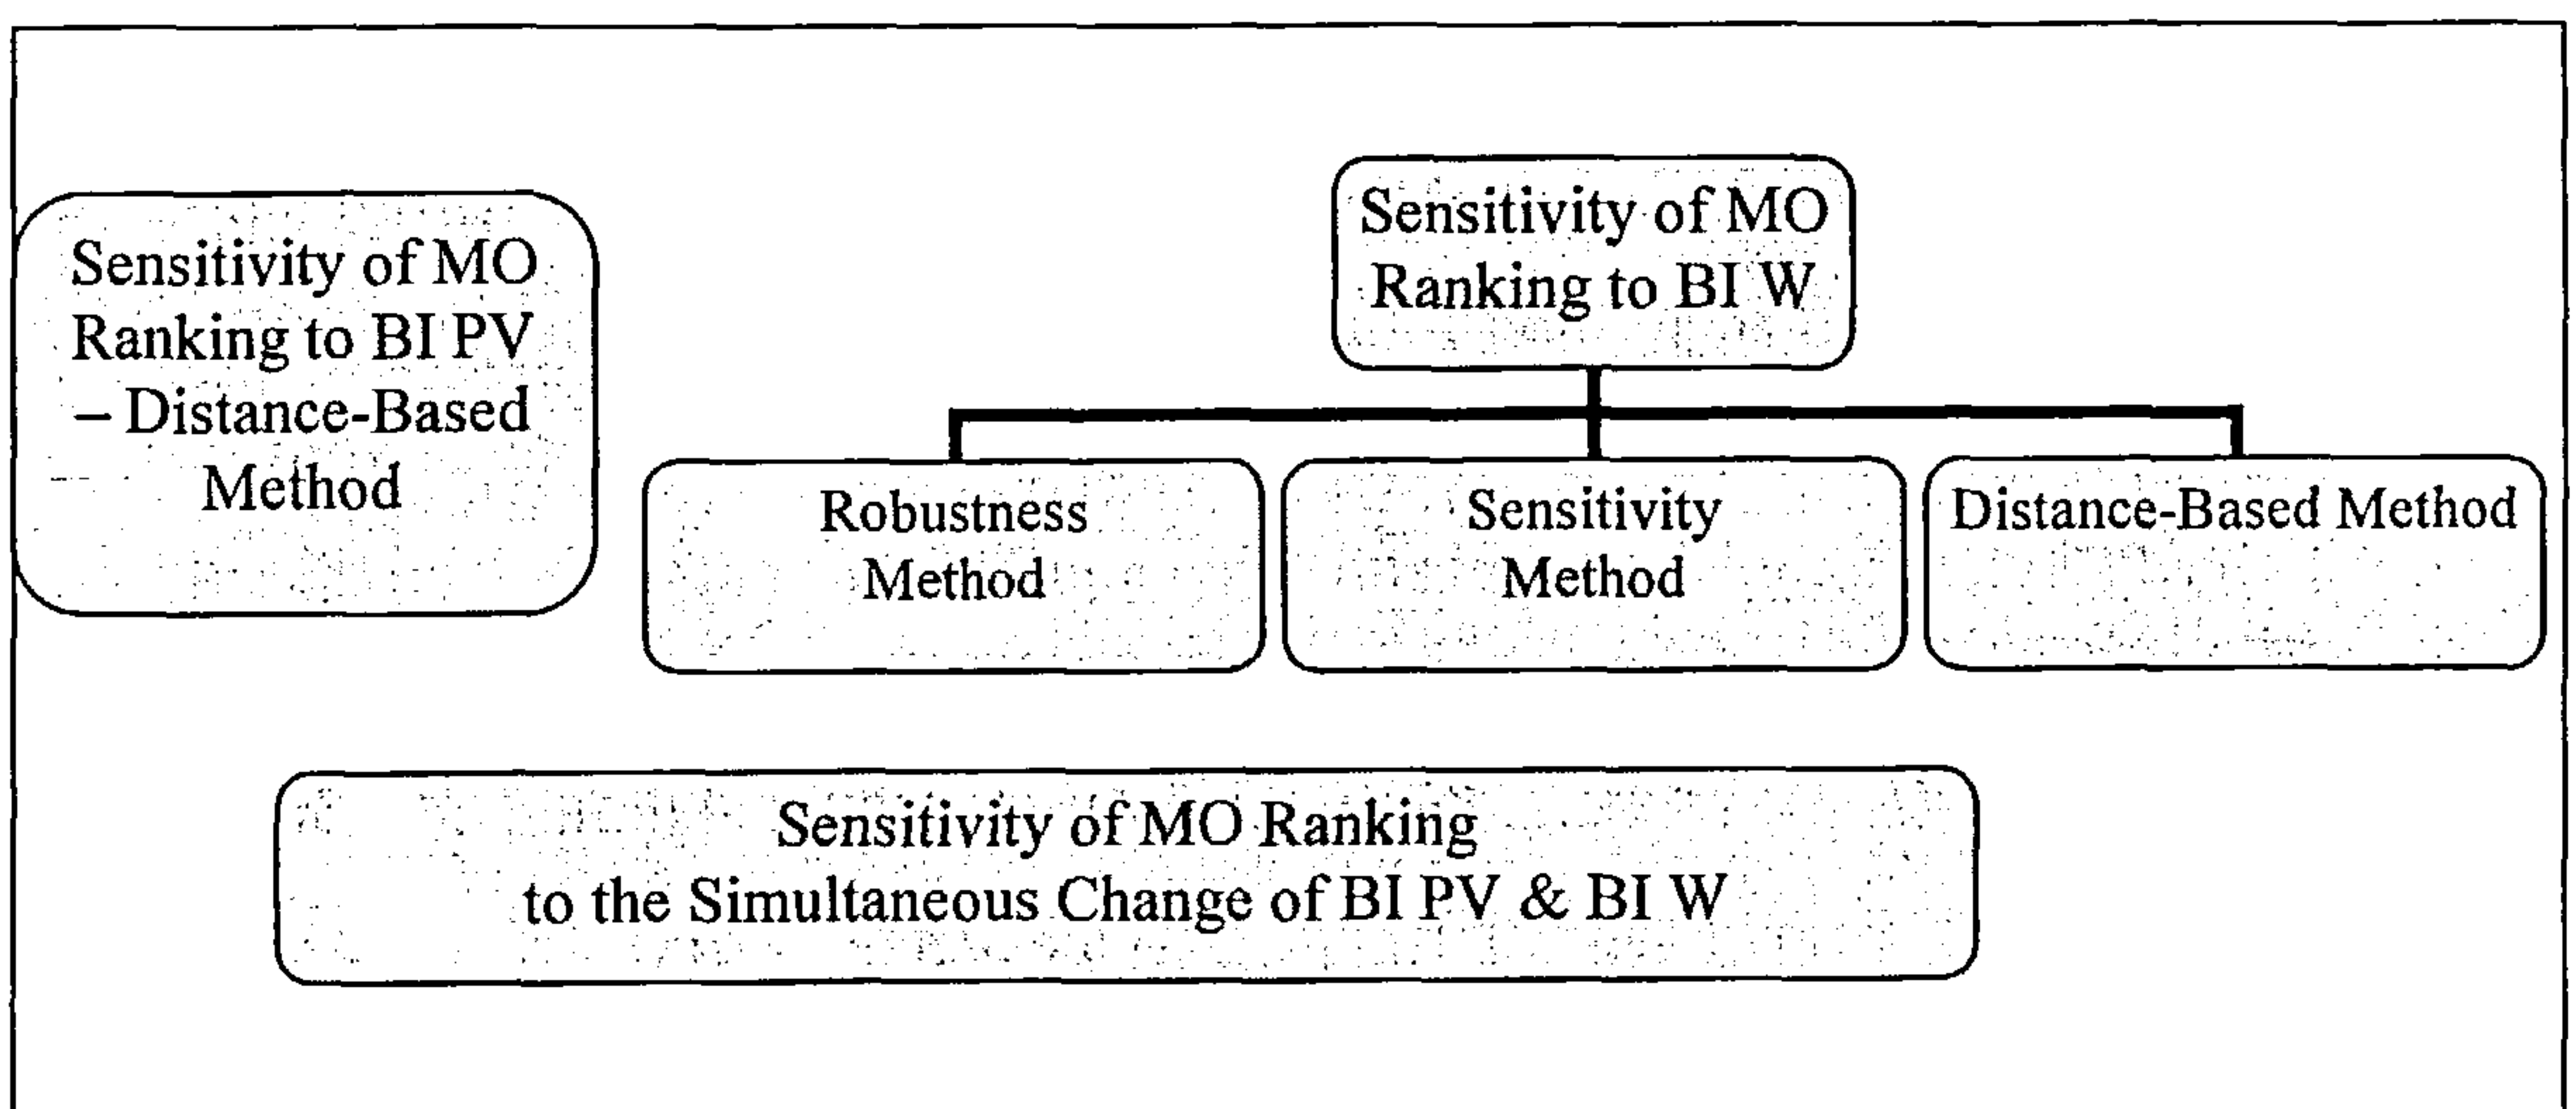 Sensitivity of MO
Ranking to BI PV
– Distance-Based
Method
Sensitivity of MO
Ranking to BI W
Robustness
Method
Sensitivity
Method
Distance-Based Method
Sensitivity of MO Ranking
to the Simultaneous Change of BI PV & BI W